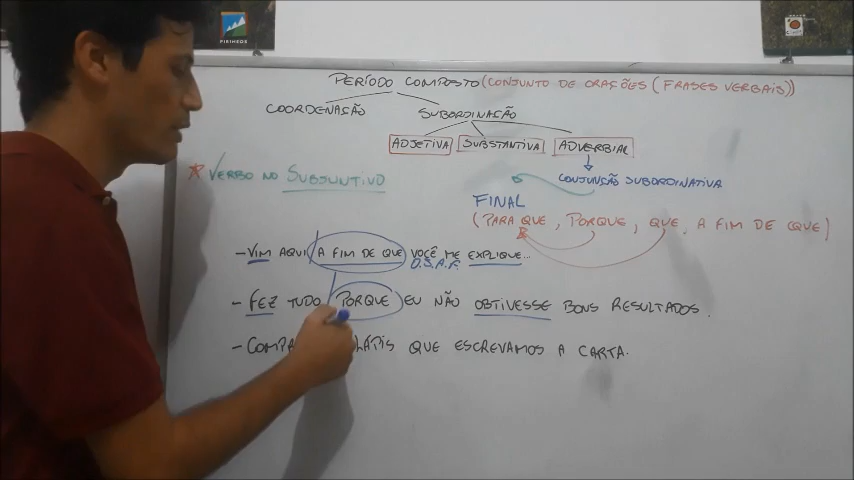 PIRIHEOS
PERÍODO COMPOSTO (CONJUNTO DE ORAÇÕES (FRASES VERBAIS))
COORDENAÇÃO SUBORDINAÇÃO
ADJETIVA SUBSTANTIVA ADVERBIAL
* VERBO NO SUBJUNTIVO CONJUNÇÃO SUBORDINATIVA
FINAL
(PARA QUE, PORQUE, QUE, A FIM DE QUE)
- VIM AQUI / A FIM DE QUE VOCÊ ME EXPLIQUE...
O.S.A.F.
- FEZ TUDO / PORQUE EU NÃO OBTIVESSE BONS RESULTADOS.
- LÁPIS QUE ESCREVAMOS A CARTA.